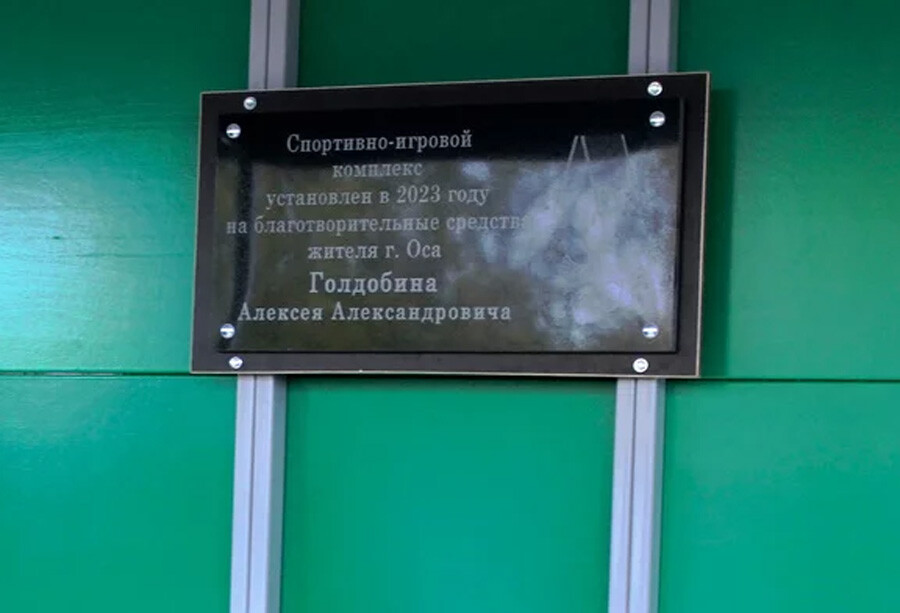 Спортивно-игровой
комплекс
установлен в 2023 году
на благотворительные средства
жителя г. Оса
Голдобина
Алексея Александровича